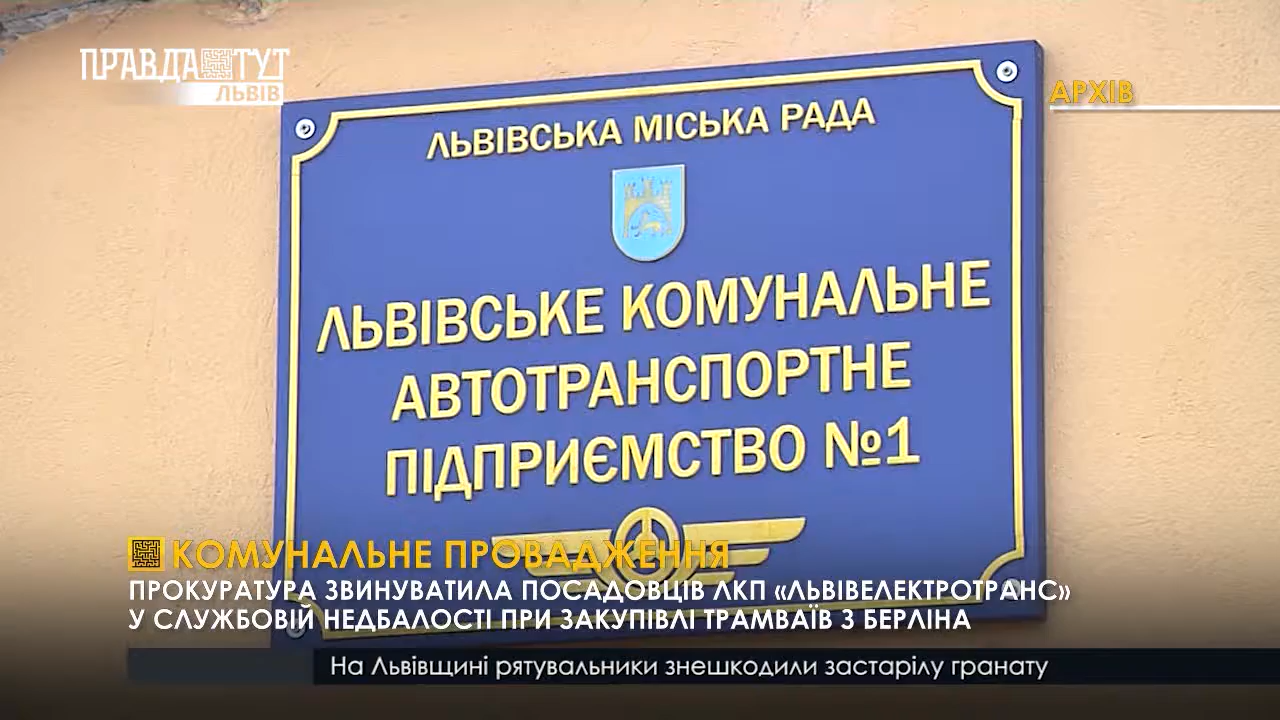 ПРАВДА ТУТ
ЛЬВІВ
АРХІВ
ЛЬВІВСЬКА МІСЬКА РАДА
ЛЬВІВСЬКЕ КОМУНАЛЬНЕ
АВТОТРАНСПОРТНЕ
ПІДПРИЄМСТВО №1
КОМУНАЛЬНЕ ПРОВАДЖЕННЯ
ПРОКУРАТУРА ЗВИНУВАТИЛА ПОСАДОВЦІВ ЛКП «ЛЬВІВЕЛЕКТРОТРАНС»
У СЛУЖБОВІЙ НЕДБАЛОСТІ ПРИ ЗАКУПІВЛІ ТРАМВАЇВ З БЕРЛІНА
На Львівщині рятувальники знешкодили застарілу гранату